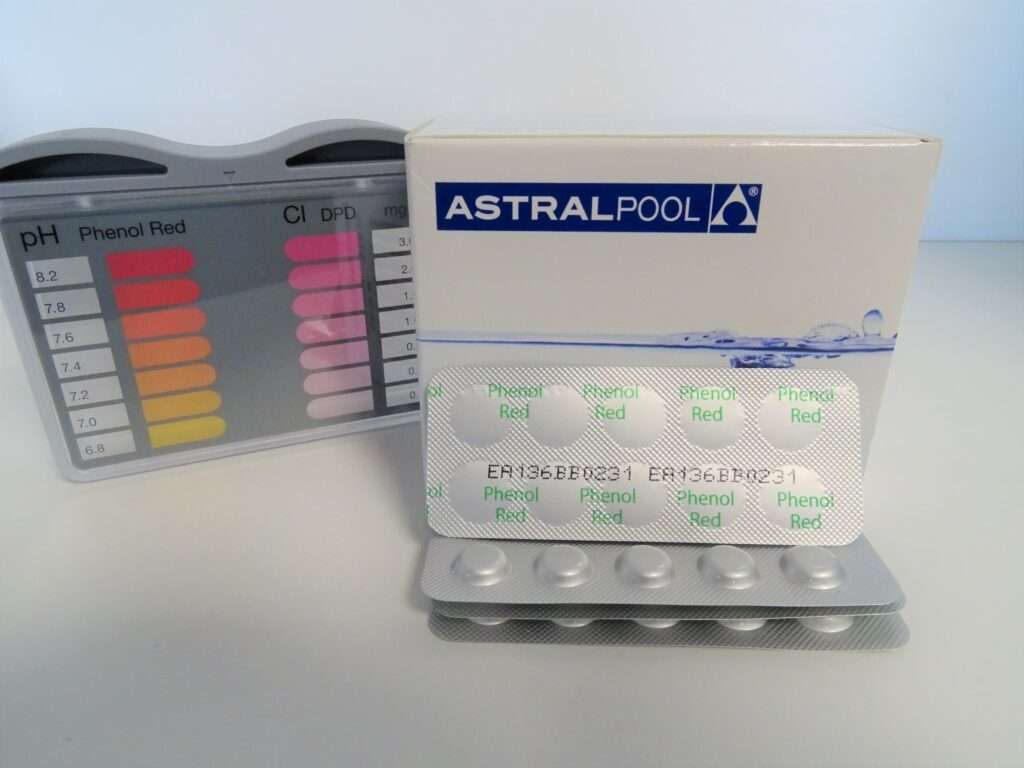 pH Phenol Red
Cl DPD
8.2
7.8
7.6
7.4
7.2
7.0
6.8
ASTRALPOOL®
Phenol Phenol Phenol Phenol
Red Red Red Red
EA136BB0231 EA136BB0231
Phenol Phenol Phenol Phenol
Red Red Red Red